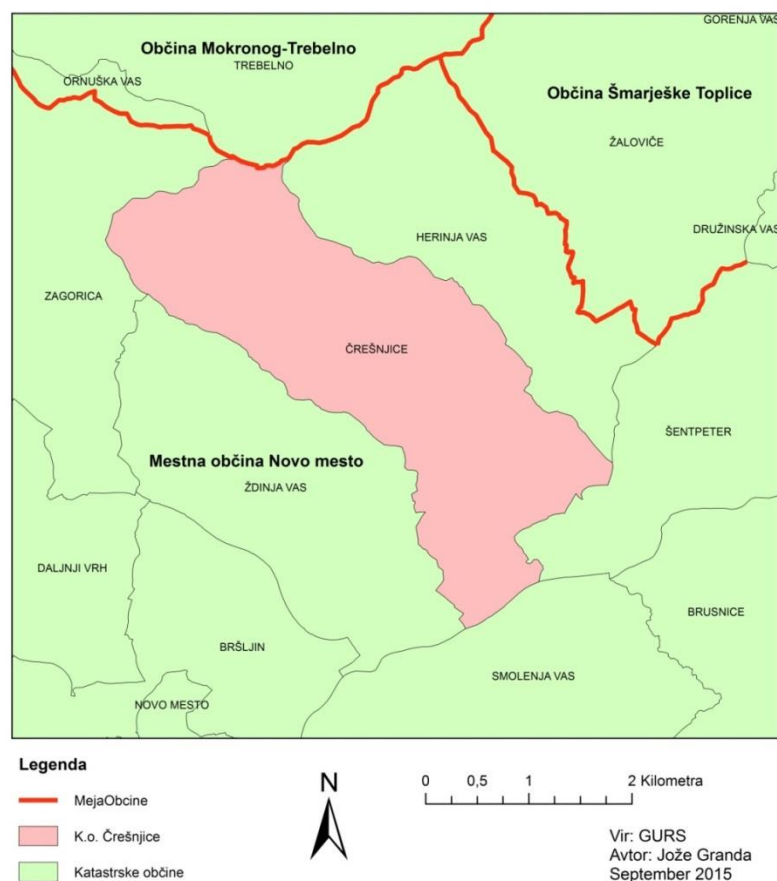 GORENJA VAS
Občina Mokronog-Trebelno
TREBELNO
ORNUŠKA VAS
Občina Šmarješke Toplice
ŽALOVIČE
DRUŽINSKA VAS
HERINJA VAS
ZAGORICA
ČREŠNJICE
ŠENTPETER
Mestna občina Novo mesto
ŽDINJA VAS
DALJNJI VRH
BRUSNICE
BRŠLJIN
SMOLENJA VAS
NOVO MESTO
Legenda
MejaObcine
K.o. Črešnjice
Katastrske občine
N
0 0,5 1 2 Kilometra
Vir: GURS
Avtor: Jože Granda
September 2015